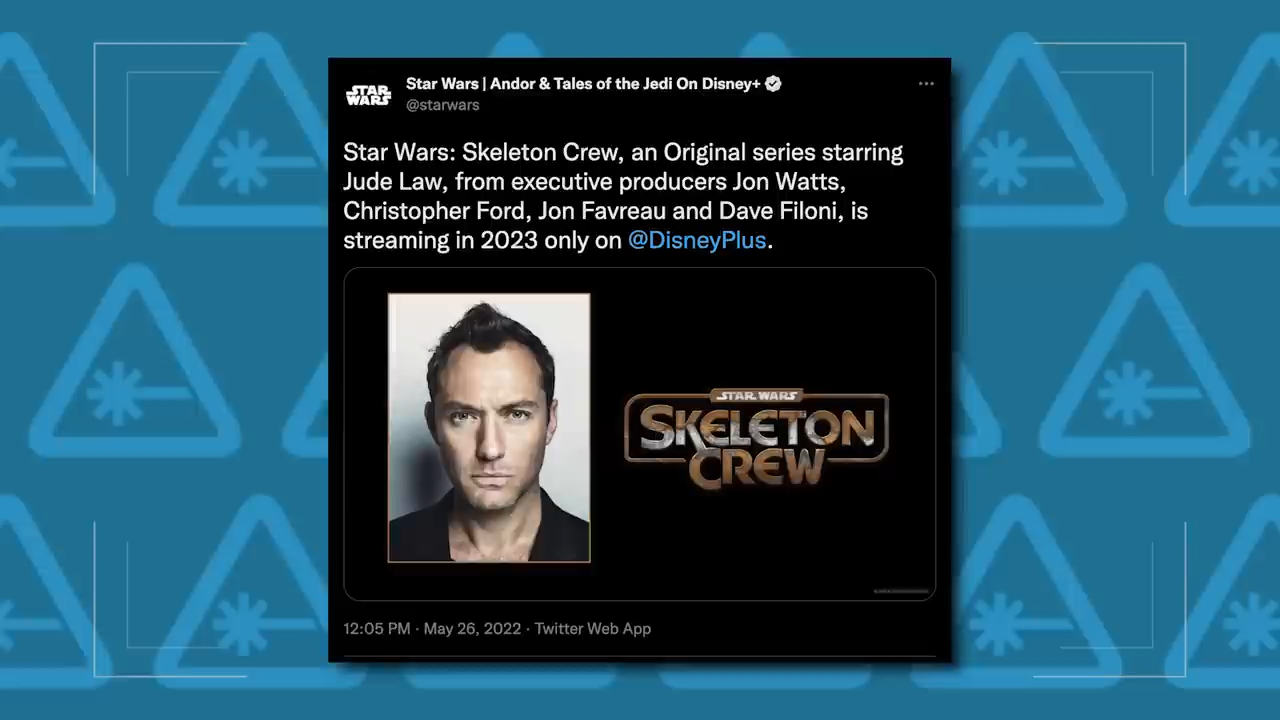 STAR WARS
Star Wars | Andor & Tales of the Jedi On Disney+
@starwars
Star Wars: Skeleton Crew, an Original series starring
Jude Law, from executive producers Jon Watts,
Christopher Ford, Jon Favreau and Dave Filoni, is
streaming in 2023 only on @DisneyPlus.
STAR WARS
SKELETON
CREW
12:05 PM · May 26, 2022 · Twitter Web App